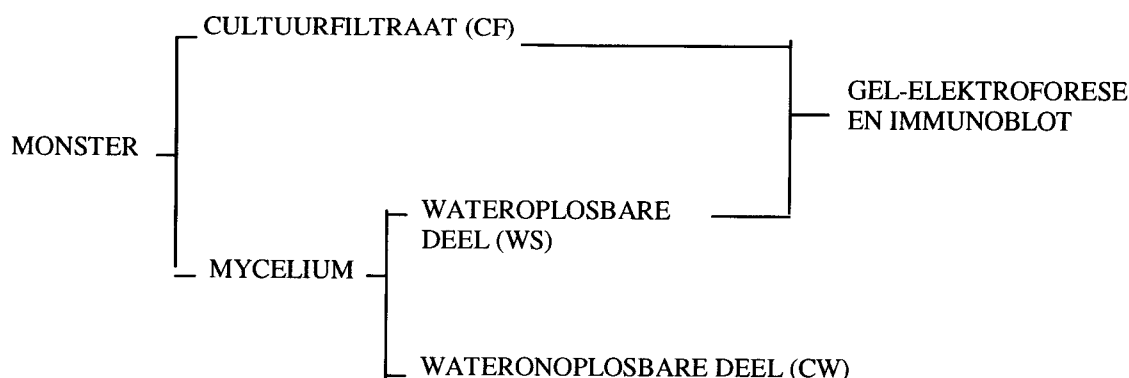 CULTUURFILTRAAT (CF)
GEL-ELEKTROFORESE
EN IMMUNOBLOT
MONSTER
WATEROPLOSBARE
DEEL (WS)
MYCELIUM
WATERONOPLOSBARE DEEL (CW)